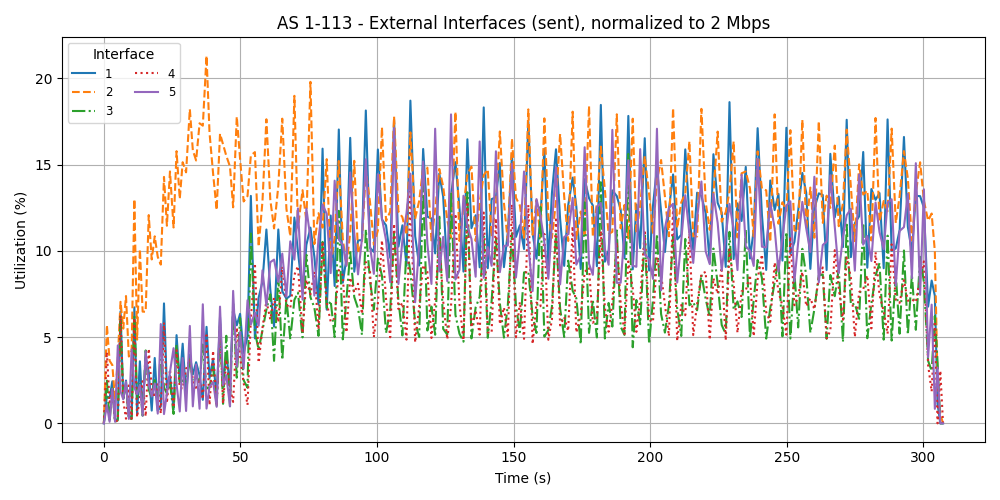 AS 1-113 - External Interfaces (sent), normalized to 2 Mbps
Interface
1
2
3
4
5
Utilization (%)
20
15
10
5
0
0 50 100 150 200 250 300
Time (s)